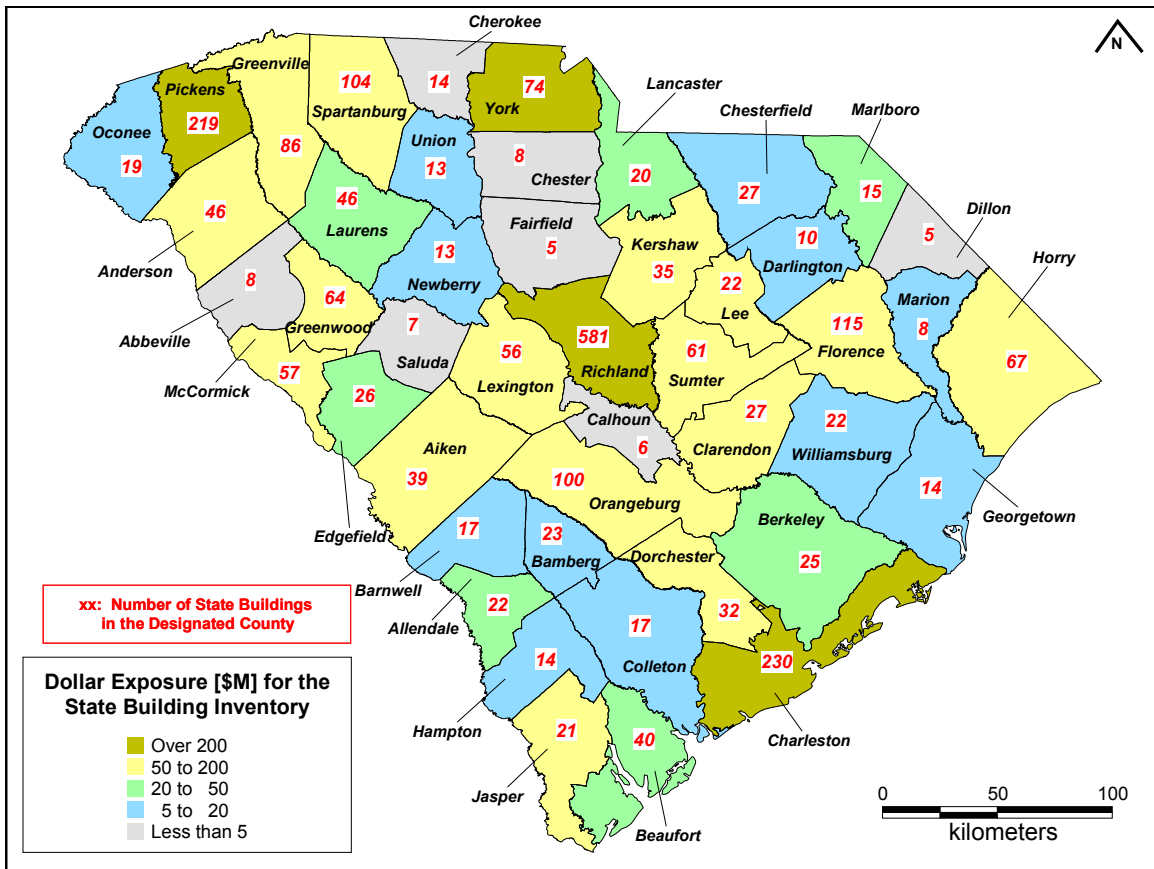 Cherokee
N
Greenville
104
Spartanburg
14
74
York
Lancaster
Chesterfield
Marlboro
Pickens
219
Oconee
19
86
Union
13
8
Chester
20
27
15
Dillon
5
46
Anderson
46
Laurens
13
Newberry
Fairfield
5
Kershaw
35
10
Darlington
Horry
8
Abbeville
64
Greenwood
7
Saluda
22
Lee
Marion
8
115
Florence
67
McCormick
57
56
Lexington
581
Richland
61
Sumter
26
Edgefield
Calhoun
6
27
Clarendon
22
Williamsburg
14
Georgetown
Aiken
39
100
Orangeburg
Berkeley
25
17
Barnwell
23
Bamberg
Dorchester
32
22
Allendale
17
Colleton
230
Charleston
14
Hampton
21
Jasper
40
Beaufort
xx: Number of State Buildings
in the Designated County
Dollar Exposure [$M] for the
State Building Inventory
Over 200
50 to 200
20 to 50
5 to 20
Less than 5
0 50 100
kilometers